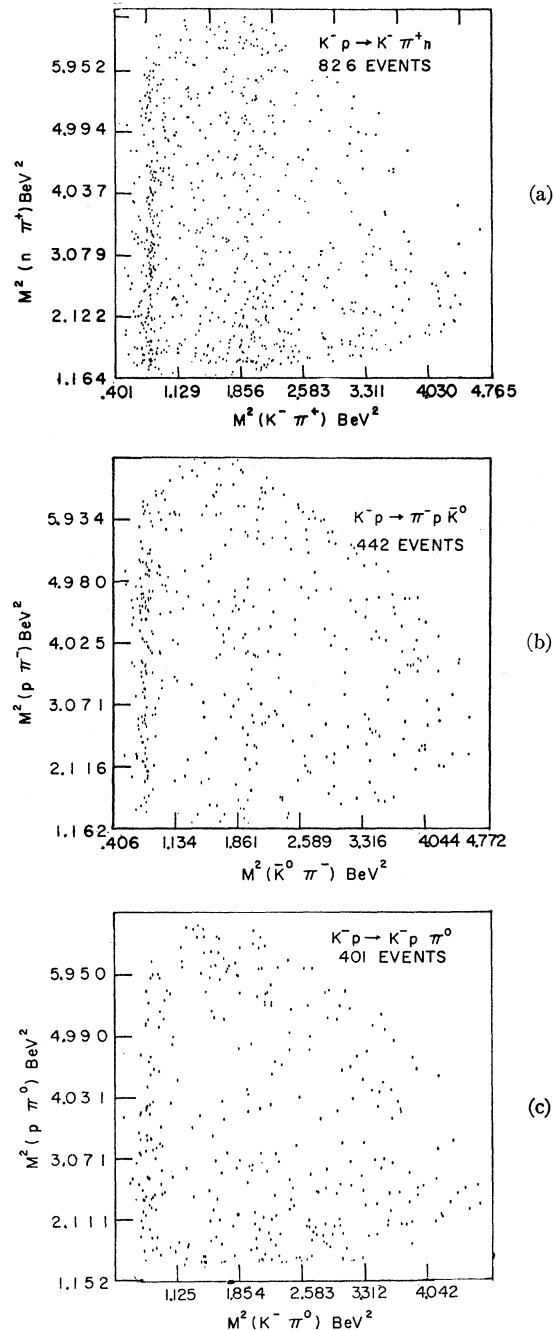 K⁻ p → K⁻ π⁺ n
826 EVENTS
5.952
4.994
4.037
3.079
2.122
1.164
M² (n π⁺) BeV²
.401 1.129 1.856 2.583 3.311 4.030 4.765
M² (K⁻ π⁺) BeV²
(a)
K⁻ p → π⁻ p K̄⁰
442 EVENTS
5.934
4.980
4.025
3.071
2.116
1.162
M² (p π⁻) BeV²
.406 1.134 1.861 2.589 3.316 4.044 4.772
M² (K̄⁰ π⁻) BeV²
(b)
K⁻ p → K⁻ p π⁰
401 EVENTS
5.950
4.990
4.031
3.071
2.111
1.152
M² (p π⁰) BeV²
1.125 1.854 2.583 3.312 4.042
M² (K⁻ π⁰) BeV²
(c)